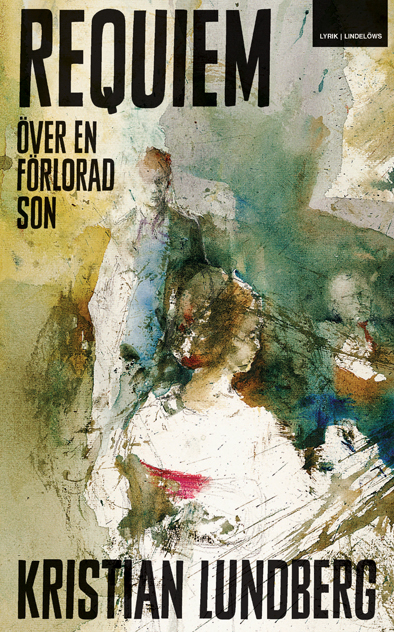 REQUIEM
LYRIK | LINDELÖWS
ÖVER EN
FÖRLORAD
SON
KRISTIAN LUNDBERG